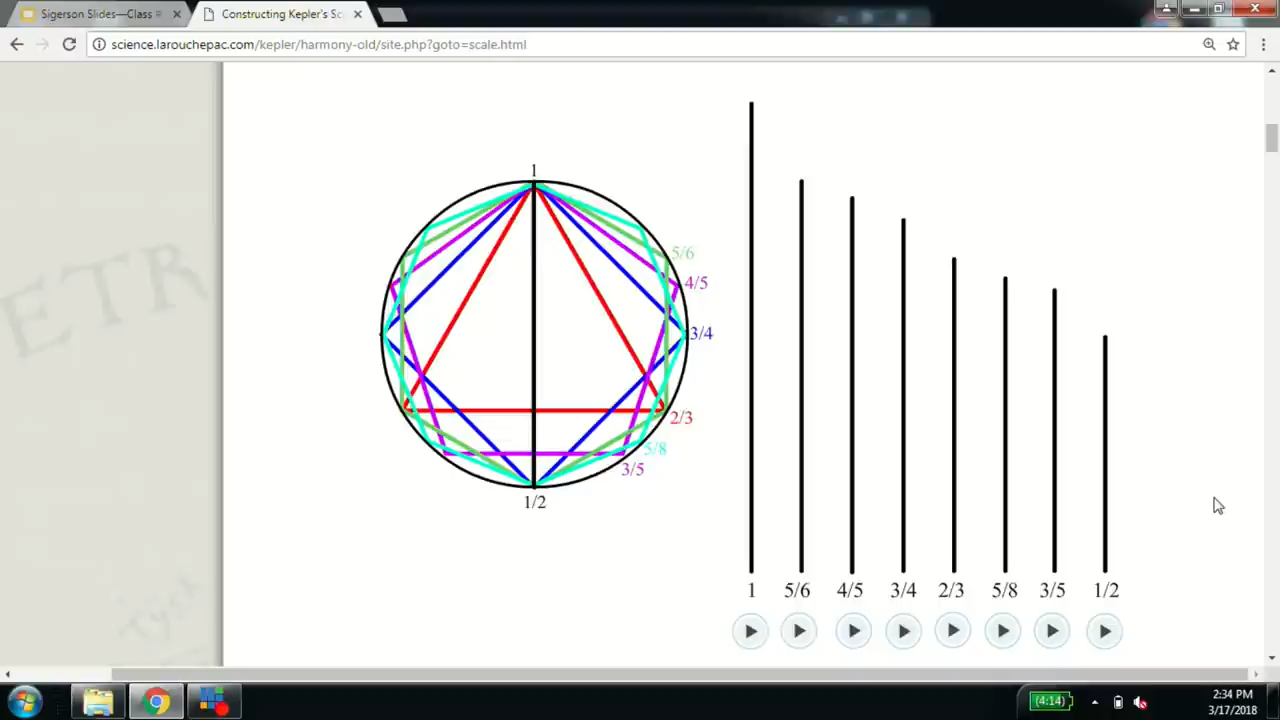 Sigerson Slides—Class #
Constructing Kepler's Sc
science.larouchepac.com/kepler/harmony-old/site.php?goto=scale.html
ETR
Tyck
1
5/6
4/5
3/4
2/3
5/8
3/5
1/2
1 5/6 4/5 3/4 2/3 5/8 3/5 1/2
(4:14)
2:34 PM
3/17/2018